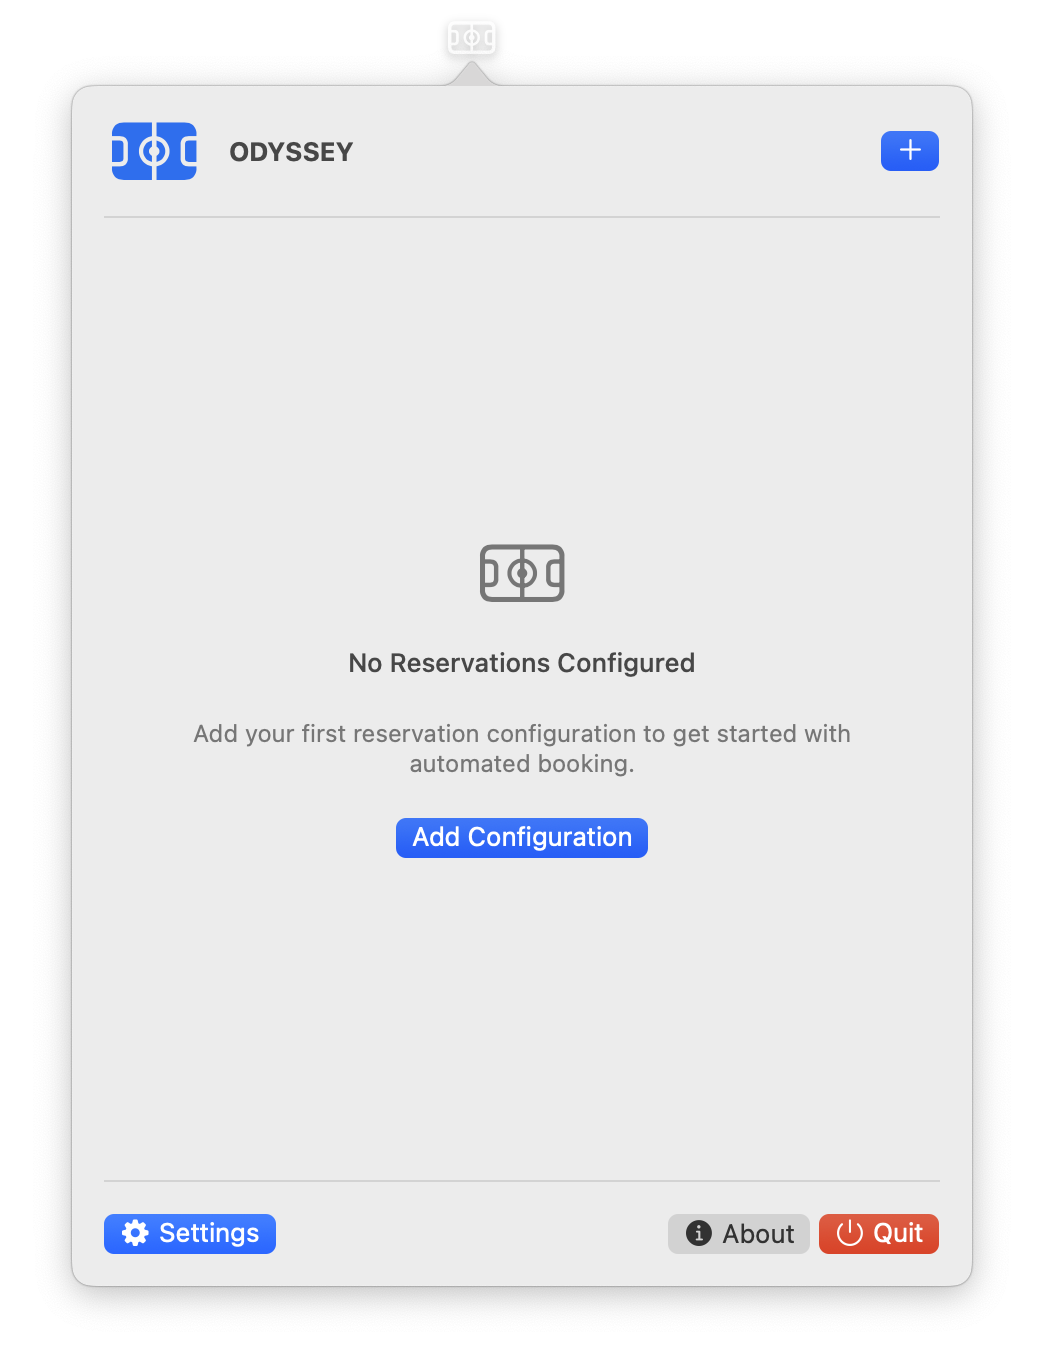 ODYSSEY
No Reservations Configured
Add your first reservation configuration to get started with
automated booking.
Add Configuration
Settings
About
Quit